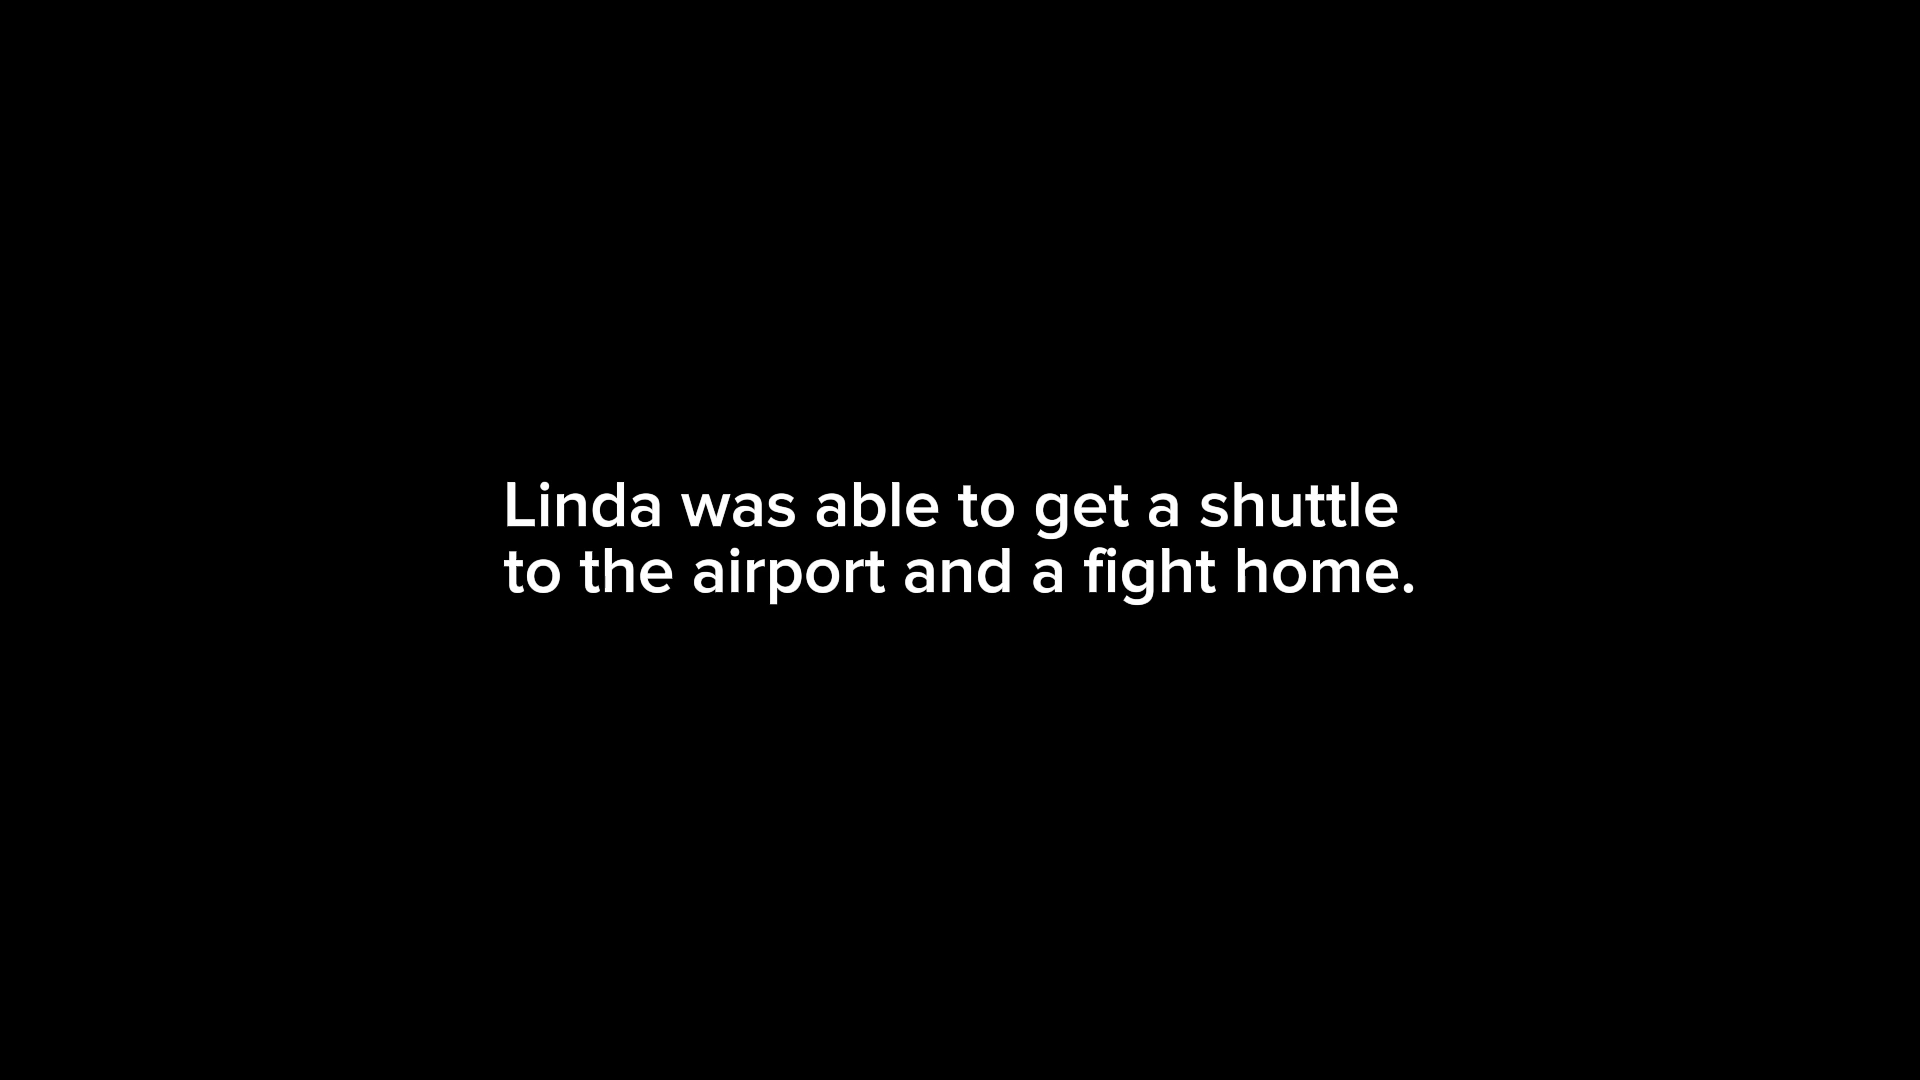 Linda was able to get a shuttle
to the airport and a fight home.